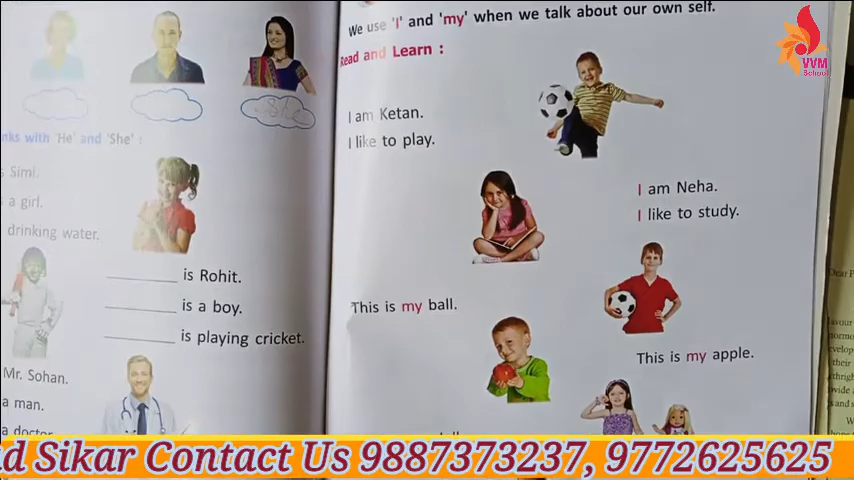 She
nks with 'He' and 'She' :
s Simi.
a girl.
drinking water.
is Rohit.
is a boy.
is playing cricket.
Mr. Sohan.
a man.
a doctor
We use 'I' and 'my' when we talk about our own self.
Read and Learn :
I am Ketan.
I like to play.
I am Neha.
I like to study.
This is my ball.
This is my apple.
VVM
School
Dear P
d Sikar Contact Us 9887373237, 9772625625